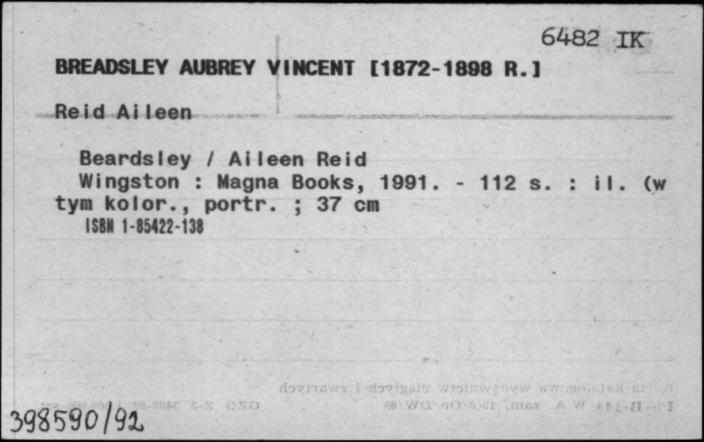 6482 IK
BREADSLEY AUBREY VINCENT [1872-1898 R.]
Reid Aileen
Beardsley / Aileen Reid
Wingston : Magna Books, 1991. - 112 s. : il. (w
tym kolor., portr. ; 37 cm
ISBN 1-85422-138
398590/92